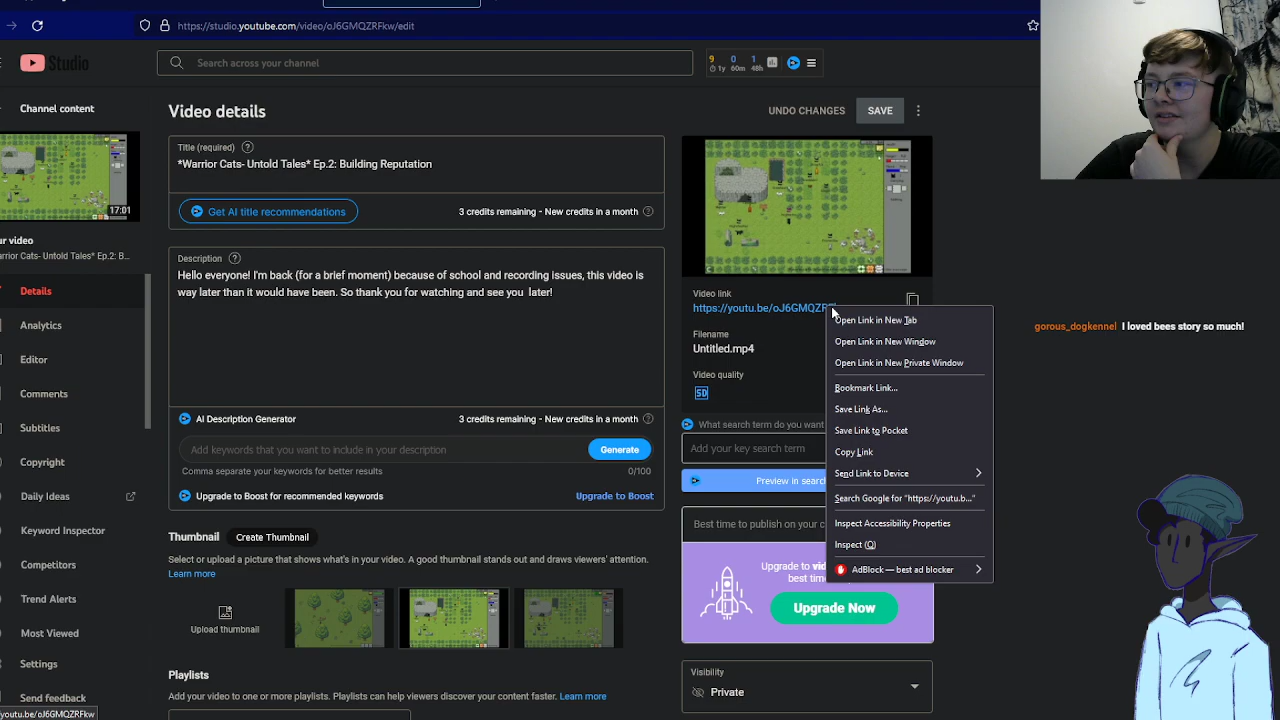 https://studio.youtube.com/video/oJ6GMQZRFkw/edit
Studio
Search across your channel
9 0 1
1y 60m 48h
Channel content
Video details
UNDO CHANGES
SAVE
Title (required)
*Warrior Cats- Untold Tales* Ep.2: Building Reputation
Get AI title recommendations
3 credits remaining - New credits in a month
17:01
ur video
Warrior Cats- Untold Tales* Ep.2: B...
Description
Hello everyone! I'm back (for a brief moment) because of school and recording issues, this video is
way later than it would have been. So thank you for watching and see you later!
AI Description Generator
3 credits remaining - New credits in a month
Add keywords that you want to include in your description
Generate
Comma separate your keywords for better results
0/100
Upgrade to Boost for recommended keywords
Upgrade to Boost
Details
Analytics
Editor
Comments
Subtitles
Copyright
Daily Ideas
Keyword Inspector
Competitors
Trend Alerts
Most Viewed
Settings
Send feedback
youtu.be/oJ6GMQZRFkw
Thumbnail
Create Thumbnail
Select or upload a picture that shows what's in your video. A good thumbnail stands out and draws viewers' attention.
Learn more
Upload thumbnail
Playlists
Add your video to one or more playlists. Playlists can help viewers discover your content faster. Learn more
Video link
https://youtu.be/oJ6GMQZRF
Filename
Untitled.mp4
Video quality
SD
What search term do you want
Add your key search term
Preview in searc
Best time to publish on your c
Upgrade to vid
best time
Upgrade Now
Visibility
Private
Open Link in New Tab
Open Link in New Window
Open Link in New Private Window
Bookmark Link...
Save Link As...
Save Link to Pocket
Copy Link
Send Link to Device
Search Google for "https://youtu.b..."
Inspect Accessibility Properties
Inspect (Q)
AdBlock — best ad blocker
gorous_dogkennel I loved bees story so much!